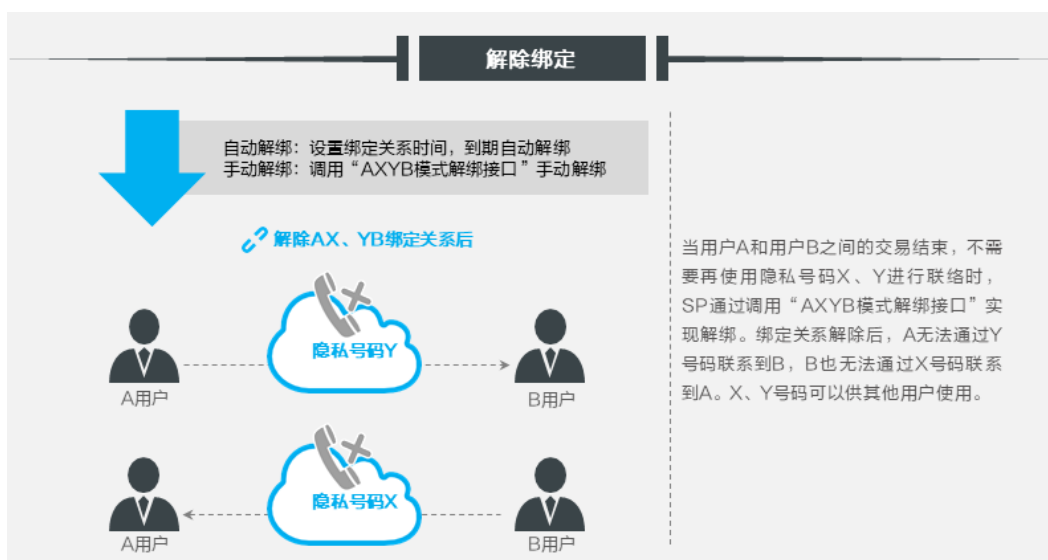 解除绑定
自动解绑：设置绑定关系时间，到期自动解绑
手动解绑：调用“AXYB模式解绑接口”手动解绑
解除AX、YB绑定关系后
隐私号码Y
A用户
B用户
隐私号码X
A用户
B用户
当用户A和用户B之间的交易结束，不需
要再使用隐私号码X、Y进行联络时，
SP通过调用“AXYB模式解绑接口”实
现解绑。绑定关系解除后，A无法通过Y
号码联系到B，B也无法通过X号码联系
到A。X、Y号码可以供其他用户使用。